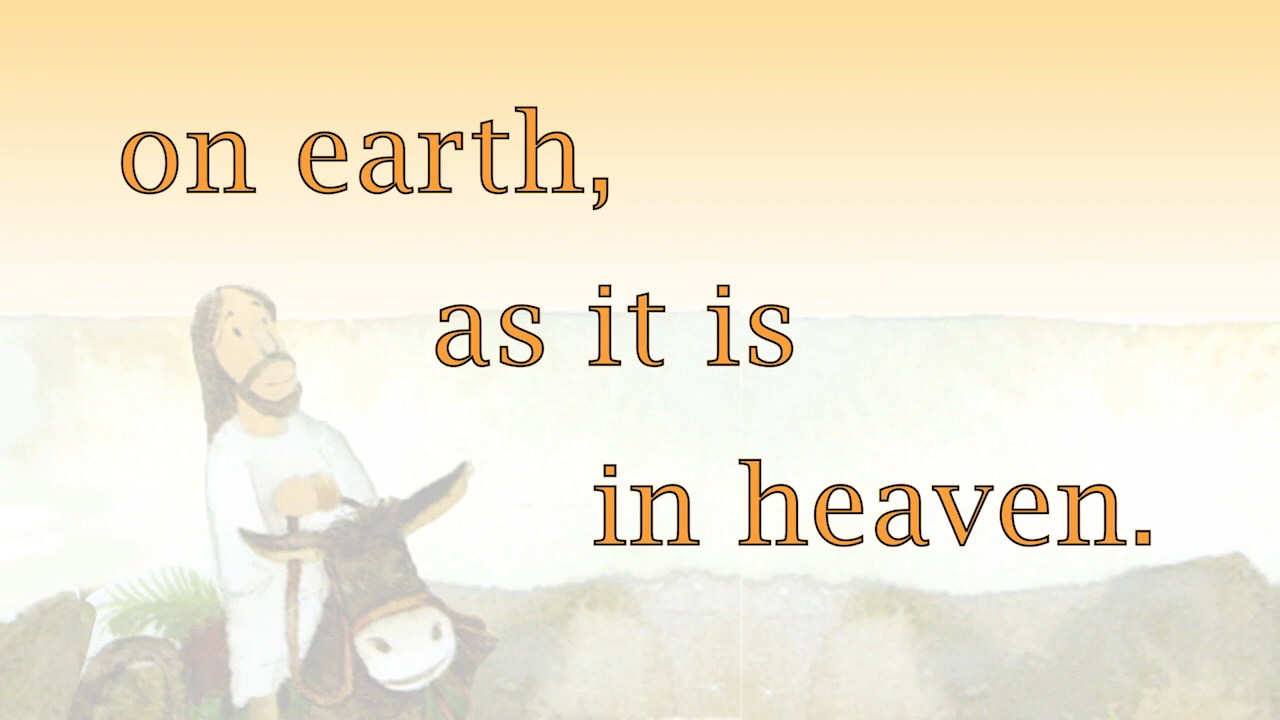 on earth,
as it is
in heaven.